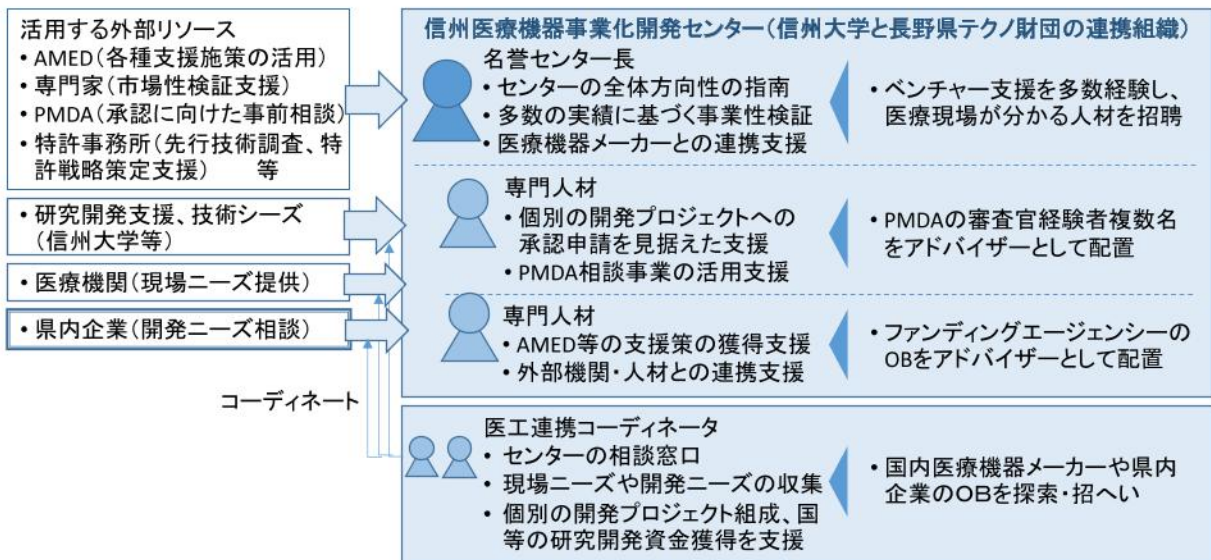 活用する外部リソース
• AMED（各種支援施策の活用）
• 専門家（市場性検証支援）
• PMDA（承認に向けた事前相談）
• 特許事務所（先行技術調査、特
許戦略策定支援）　　等
• 研究開発支援、技術シーズ
（信州大学等）
• 医療機関（現場ニーズ提供）
• 県内企業（開発ニーズ相談）
コーディネート
信州医療機器事業化開発センター（信州大学と長野県テクノ財団の連携組織）
名誉センター長
• センターの全体方向性の指南
• 多数の実績に基づく事業性検証
• 医療機器メーカーとの連携支援
• ベンチャー支援を多数経験し、
医療現場が分かる人材を招聘
専門人材
• 個別の開発プロジェクトへの
承認申請を見据えた支援
• PMDA相談事業の活用支援
• PMDAの審査官経験者複数名
をアドバイザーとして配置
専門人材
• AMED等の支援策の獲得支援
• 外部機関・人材との連携支援
• ファンディングエージェンシーの
OBをアドバイザーとして配置
医工連携コーディネータ
• センターの相談窓口
• 現場ニーズや開発ニーズの収集
• 個別の開発プロジェクト組成、国
等の研究開発資金獲得を支援
• 国内医療機器メーカーや県内
企業のＯＢを探索・招へい